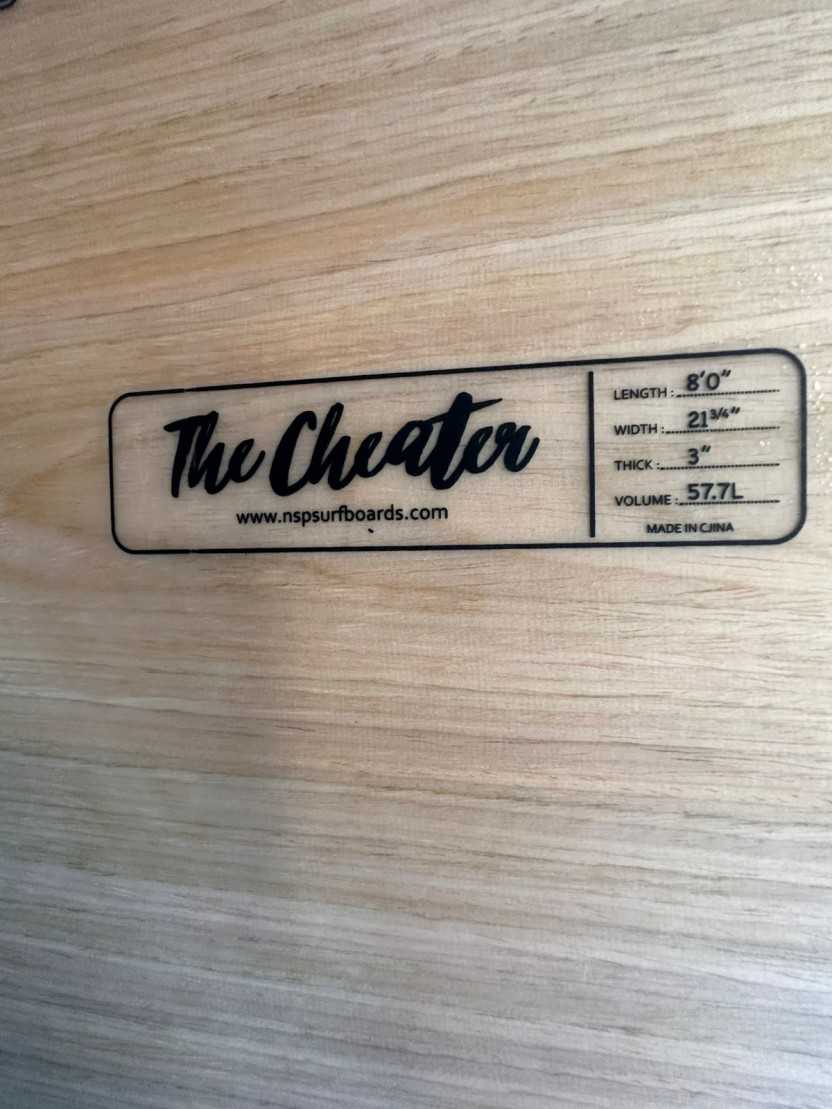 The Cheater
www.nspsurfboards.com
LENGTH : 8'0"
WIDTH : 21 3/4"
THICK : 3"
VOLUME : 57.7L
MADE IN CJINA